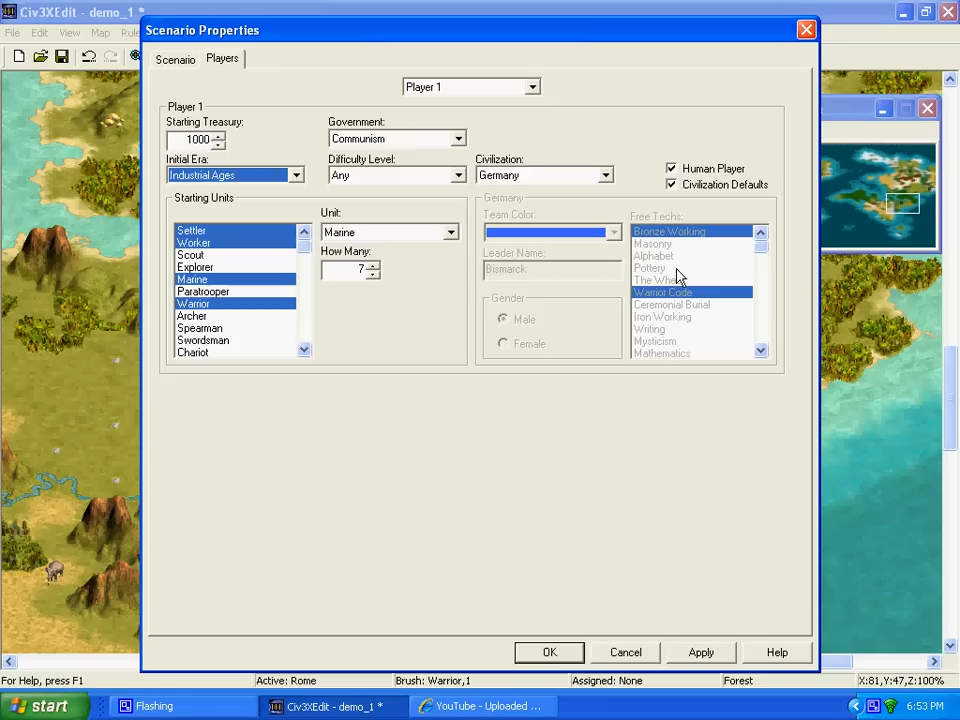 Civ3XEdit - demo_1 *
File Edit View Map Rul
Scenario Properties
Scenario Players
Player 1
Player 1
Starting Treasury:
1000
Government:
Communism
Initial Era:
Industrial Ages
Difficulty Level:
Any
Civilization:
Germany
Human Player
Civilization Defaults
Starting Units
Settler
Worker
Scout
Explorer
Marine
Paratrooper
Warrior
Archer
Spearman
Swordsman
Chariot
Unit:
Marine
How Many:
7
Germany
Team Color:
Leader Name:
Bismarck
Gender
Male
Female
Free Techs:
Bronze Working
Masonry
Alphabet
Pottery
The Whe
Warrior Code
Ceremonial Burial
Iron Working
Writing
Mysticism
Mathematics
OK Cancel Apply Help
For Help, press F1 Active: Rome Brush: Warrior,1 Assigned: None Forest X:81, Y:47, Z:100%
start Flashing Civ3XEdit - demo_1 * YouTube - Uploaded ... 6:53 PM